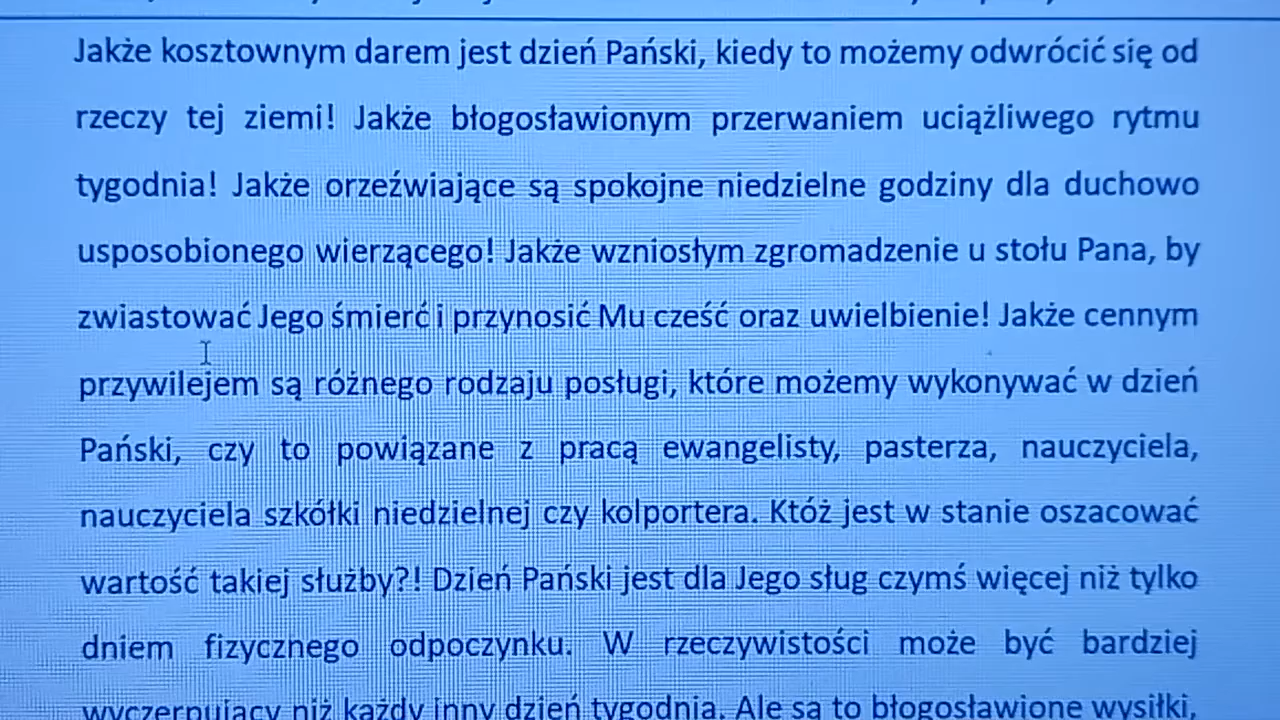 Jakże kosztownym darem jest dzień Pański, kiedy to możemy odwrócić się od
rzeczy tej ziemi! Jakże błogosławionym przerwaniem uciążliwego rytmu
tygodnia! Jakże orzeźwiające są spokojne niedzielne godziny dla duchowo
usposobionego wierzącego! Jakże wzniosłym zgromadzenie u stołu Pana, by
zwiastować Jego śmierć i przynosić Mu cześć oraz uwielbienie! Jakże cennym
przywilejem są różnego rodzaju posługi, które możemy wykonywać w dzień
Pański, czy to powiązane z pracą ewangelisty, pasterza, nauczyciela,
nauczyciela szkółki niedzielnej czy kolportera. Któż jest w stanie oszacować
wartość takiej służby?! Dzień Pański jest dla Jego sług czymś więcej niż tylko
dniem fizycznego odpoczynku. W rzeczywistości może być bardziej
wyczerpujący niż każdy inny dzień tygodnia. Ale są to błogosławione wysiłki,